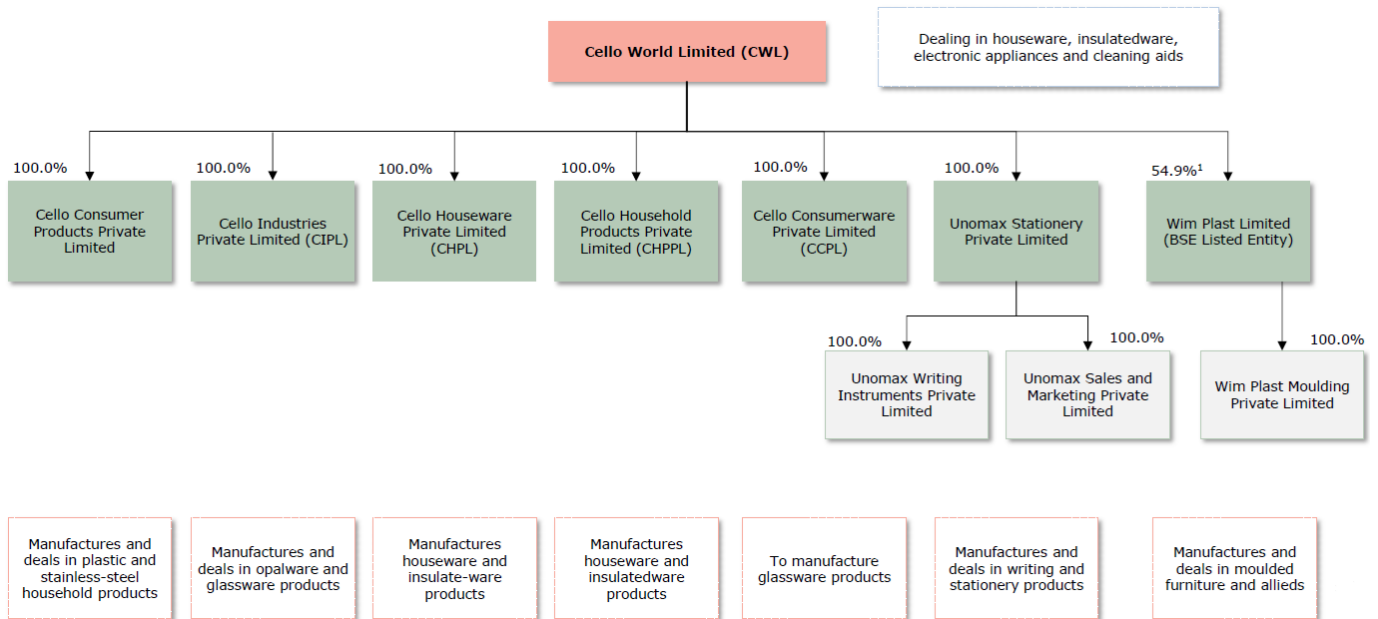 Cello World Limited (CWL)
Dealing in houseware, insulatedware,
electronic appliances and cleaning aids
100.0%
100.0%
100.0%
100.0%
100.0%
100.0%
54.9%¹
Cello Consumer
Products Private
Limited
Cello Industries
Private Limited (CIPL)
Cello Houseware
Private Limited
(CHPL)
Cello Household
Products Private
Limited (CHPPL)
Cello Consumerware
Private Limited
(CCPL)
Unomax Stationery
Private Limited
Wim Plast Limited
(BSE Listed Entity)
100.0%
100.0%
100.0%
Unomax Writing
Instruments Private
Limited
Unomax Sales and
Marketing Private
Limited
Wim Plast Moulding
Private Limited
Manufactures and
deals in plastic and
stainless-steel
household products
Manufactures and
deals in opalware and
glassware products
Manufactures
houseware and
insulate-ware
products
Manufactures
houseware and
insulatedware
products
To manufacture
glassware products
Manufactures and
deals in writing and
stationery products
Manufactures and
deals in moulded
furniture and allieds